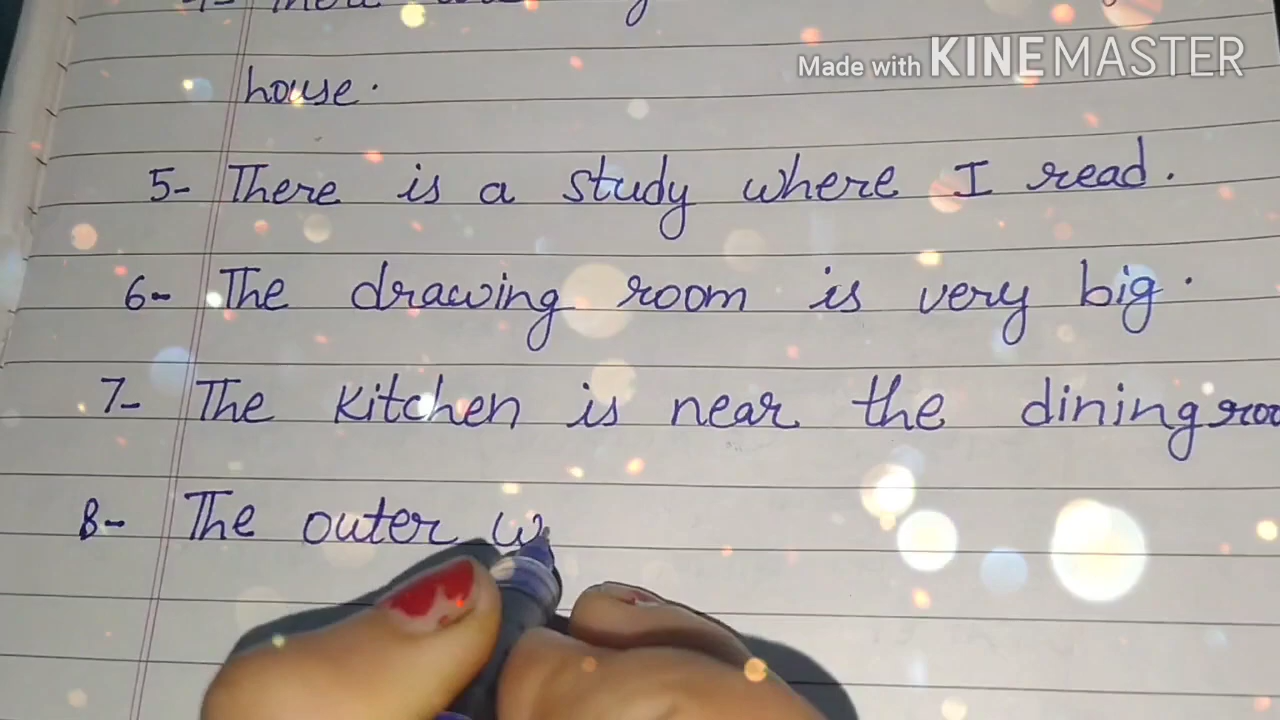 Made with KINEMASTER
house.
5- There is a study where I read.
6- The drawing room is very big.
7- The kitchen is near the dining
8- The outer w